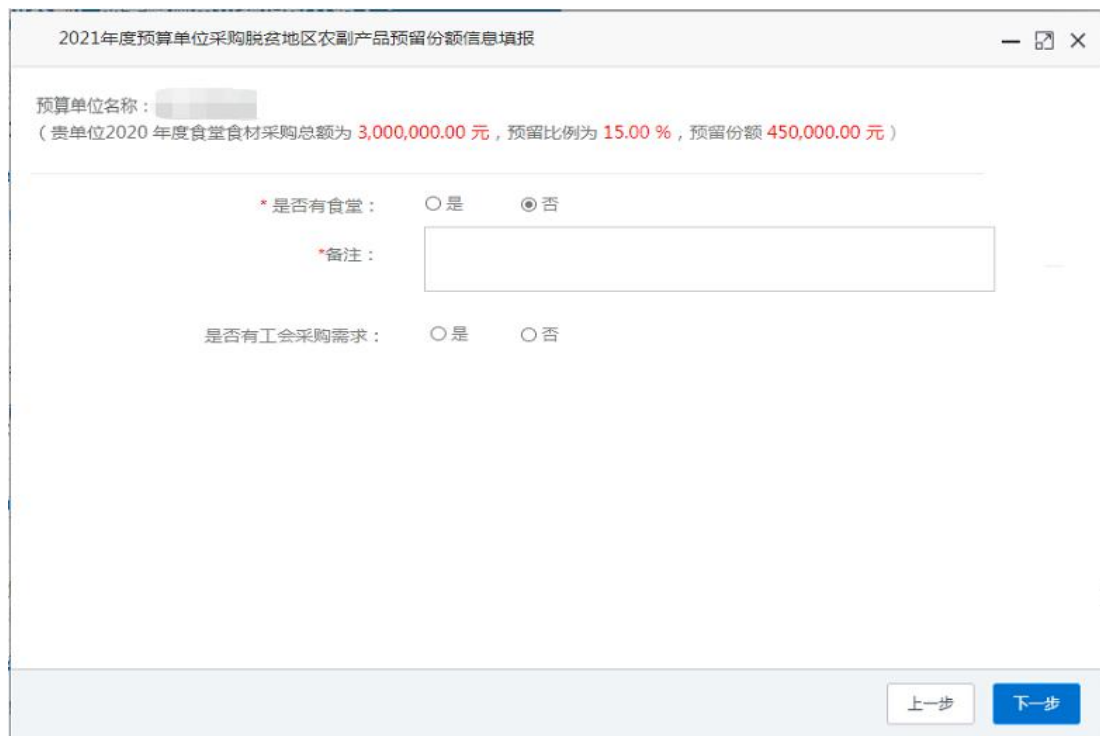 2021年度预算单位采购脱贫地区农副产品预留份额信息填报
预算单位名称：
（贵单位2020 年度食堂食材采购总额为 3,000,000.00 元，预留比例为 15.00 %，预留份额 450,000.00 元）
* 是否有食堂： 是 否
*备注：
是否有工会采购需求： 是 否
上一步 下一步